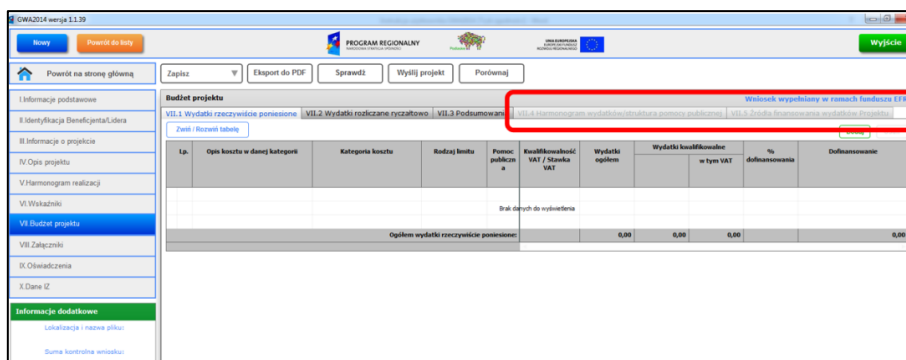 GWA2014 wersja 1.1.39
Nowy
Powrót do listy
PROGRAM REGIONALNY
NARODOWA STRATEGIA SPÓJNOŚCI
UNIA EUROPEJSKA
Wyjście
Powrót na stronę główną
Zapisz
Eksport do PDF
Sprawdź
Wyślij projekt
Porównaj
I.Informacje podstawowe
II.Identyfikacja Beneficjenta/Lidera
III.Informacje o projekcie
IV.Opis projektu
V.Harmonogram realizacji
VI.Wskaźniki
VII.Budżet projektu
VIII.Załączniki
IX.Oświadczenia
X.Dane IZ
Informacje dodatkowe
Lokalizacja i nazwa pliku:
Suma kontrolna wniosku:
Budżet projektu
Wniosek wypełniany w ramach funduszu EFR
VII.1 Wydatki rzeczywiście poniesione
VII.2 Wydatki rozliczane ryczałtowo
VII.3 Podsumowanie
VII.4 Harmonogram wydatków/struktura pomocy publicznej
VII.5 Źródła finansowania wydatków Projektu
Zwiń / Rozwiń tabelę
Lp.
Opis kosztu w danej kategorii
Kategoria kosztu
Rodzaj limitu
Pomoc
publiczn
a
Kwalifikowalność
VAT / Stawka
VAT
Wydatki
ogółem
Wydatki kwalifikowalne
w tym VAT
%
dofinansowania
Dofinansowanie
Brak danych do wyświetlenia
Ogółem wydatki rzeczywiście poniesione:
0,00
0,00
0,00
0,00